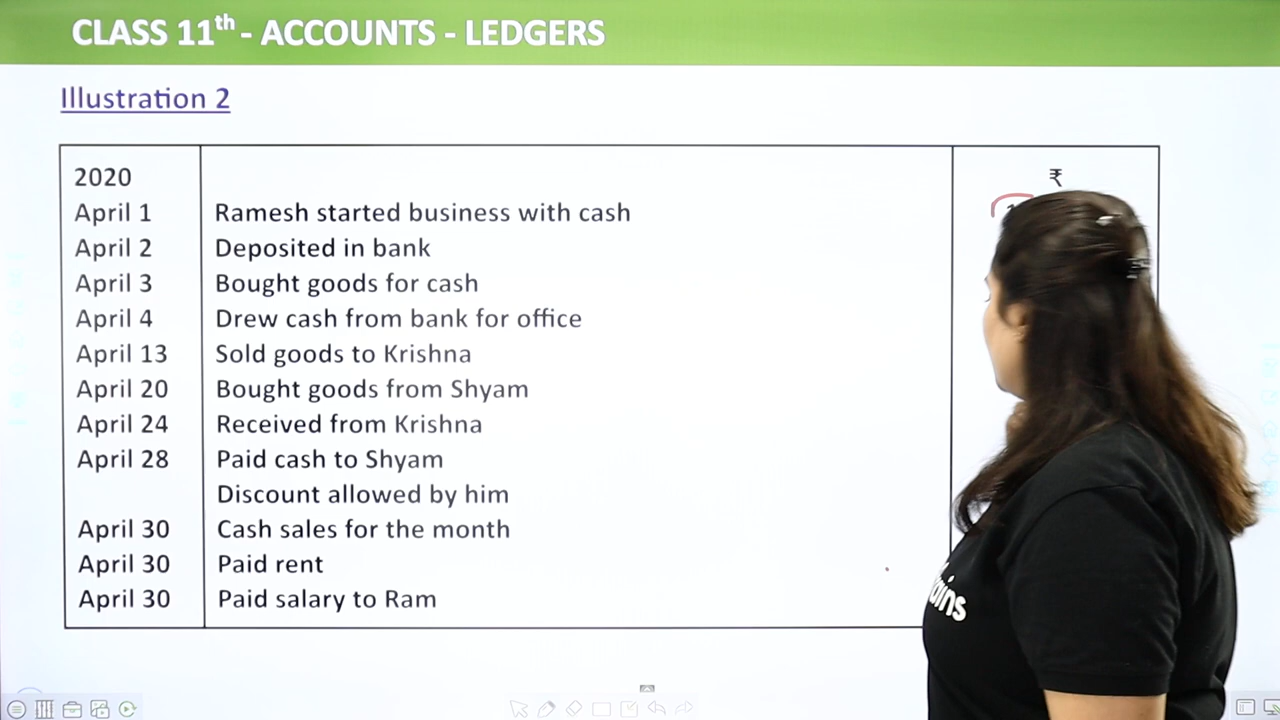 CLASS 11th - ACCOUNTS - LEDGERS
Illustration 2
2020 ₹
April 1 Ramesh started business with cash
April 2 Deposited in bank
April 3 Bought goods for cash
April 4 Drew cash from bank for office
April 13 Sold goods to Krishna
April 20 Bought goods from Shyam
April 24 Received from Krishna
April 28 Paid cash to Shyam
Discount allowed by him
April 30 Cash sales for the month
April 30 Paid rent
April 30 Paid salary to Ram